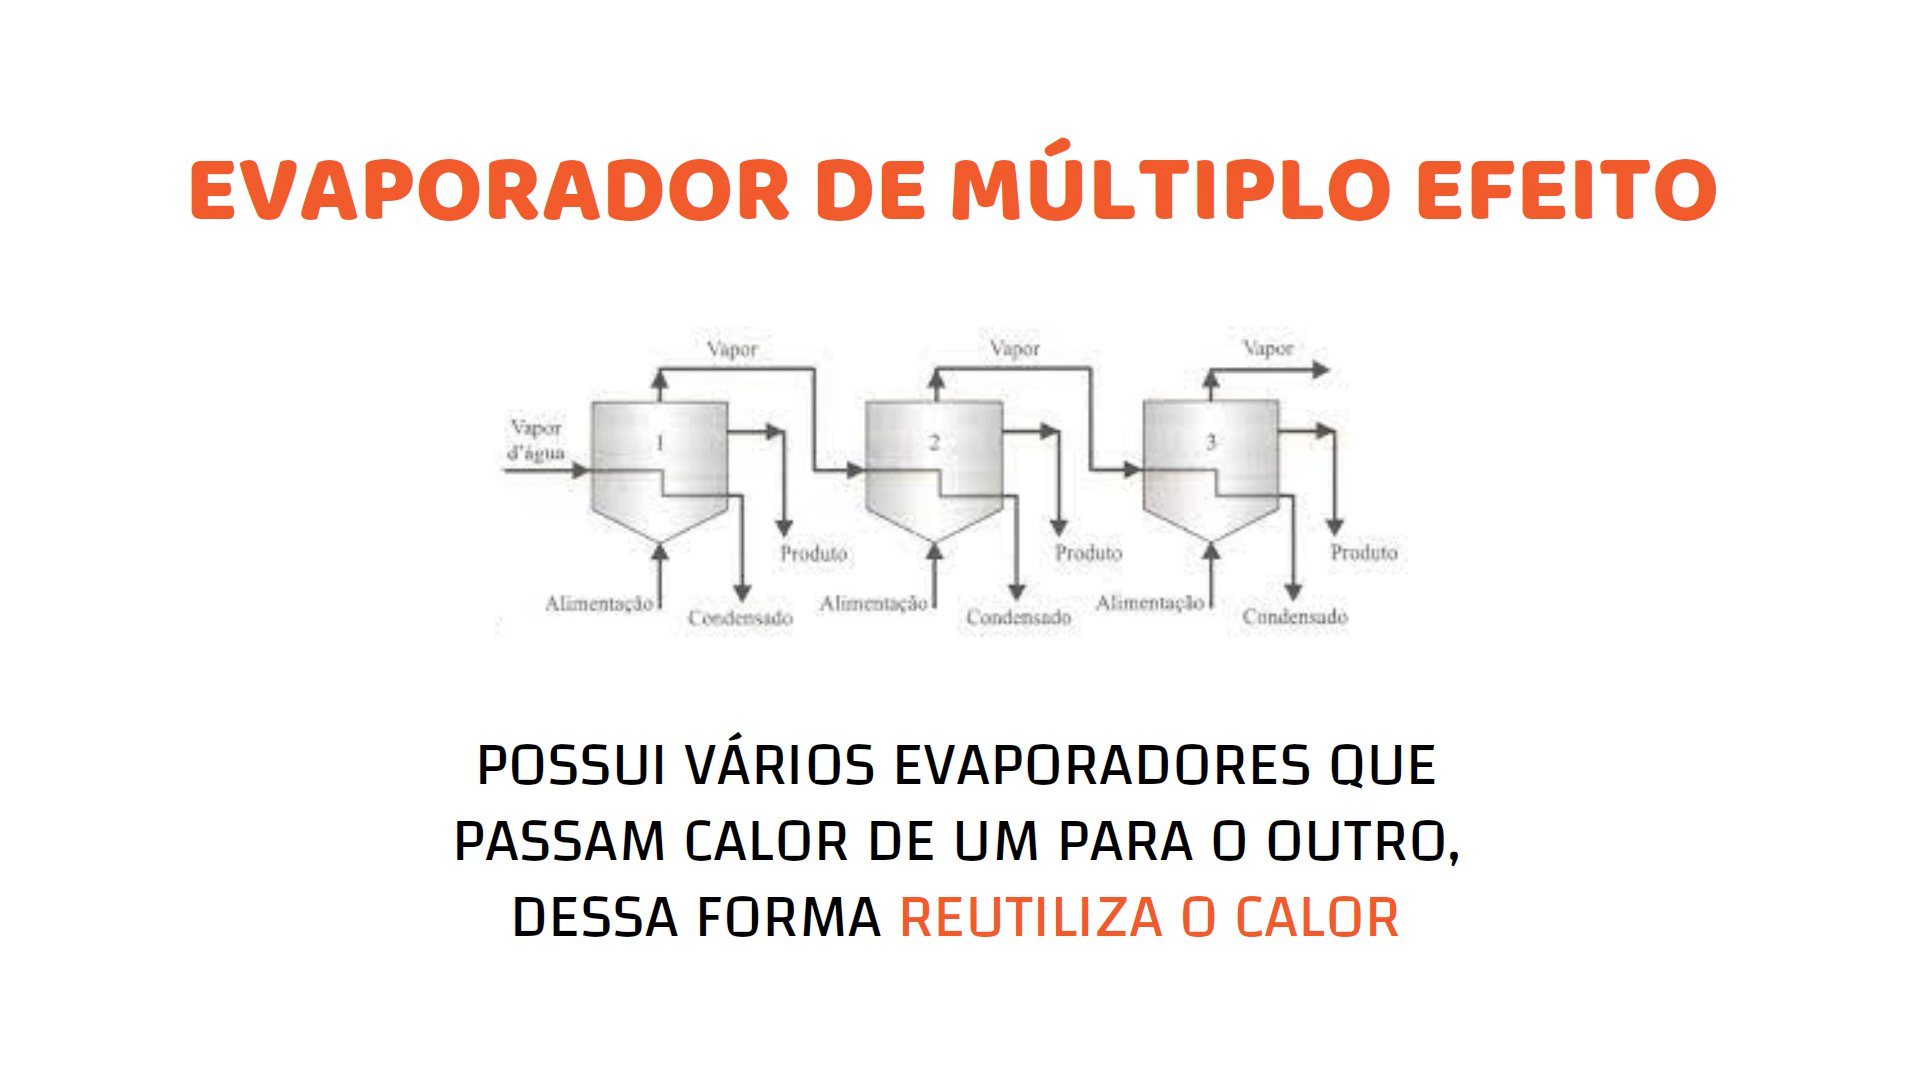 EVAPORADOR DE MÚLTIPLO EFEITO
Vapor
Vapor
Vapor
Vapor
d'água
1
2
3
Produto
Produto
Produto
Alimentação
Condensado
Alimentação
Condensado
Alimentação
Condensado
POSSUI VÁRIOS EVAPORADORES QUE
PASSAM CALOR DE UM PARA O OUTRO,
DESSA FORMA REUTILIZA O CALOR